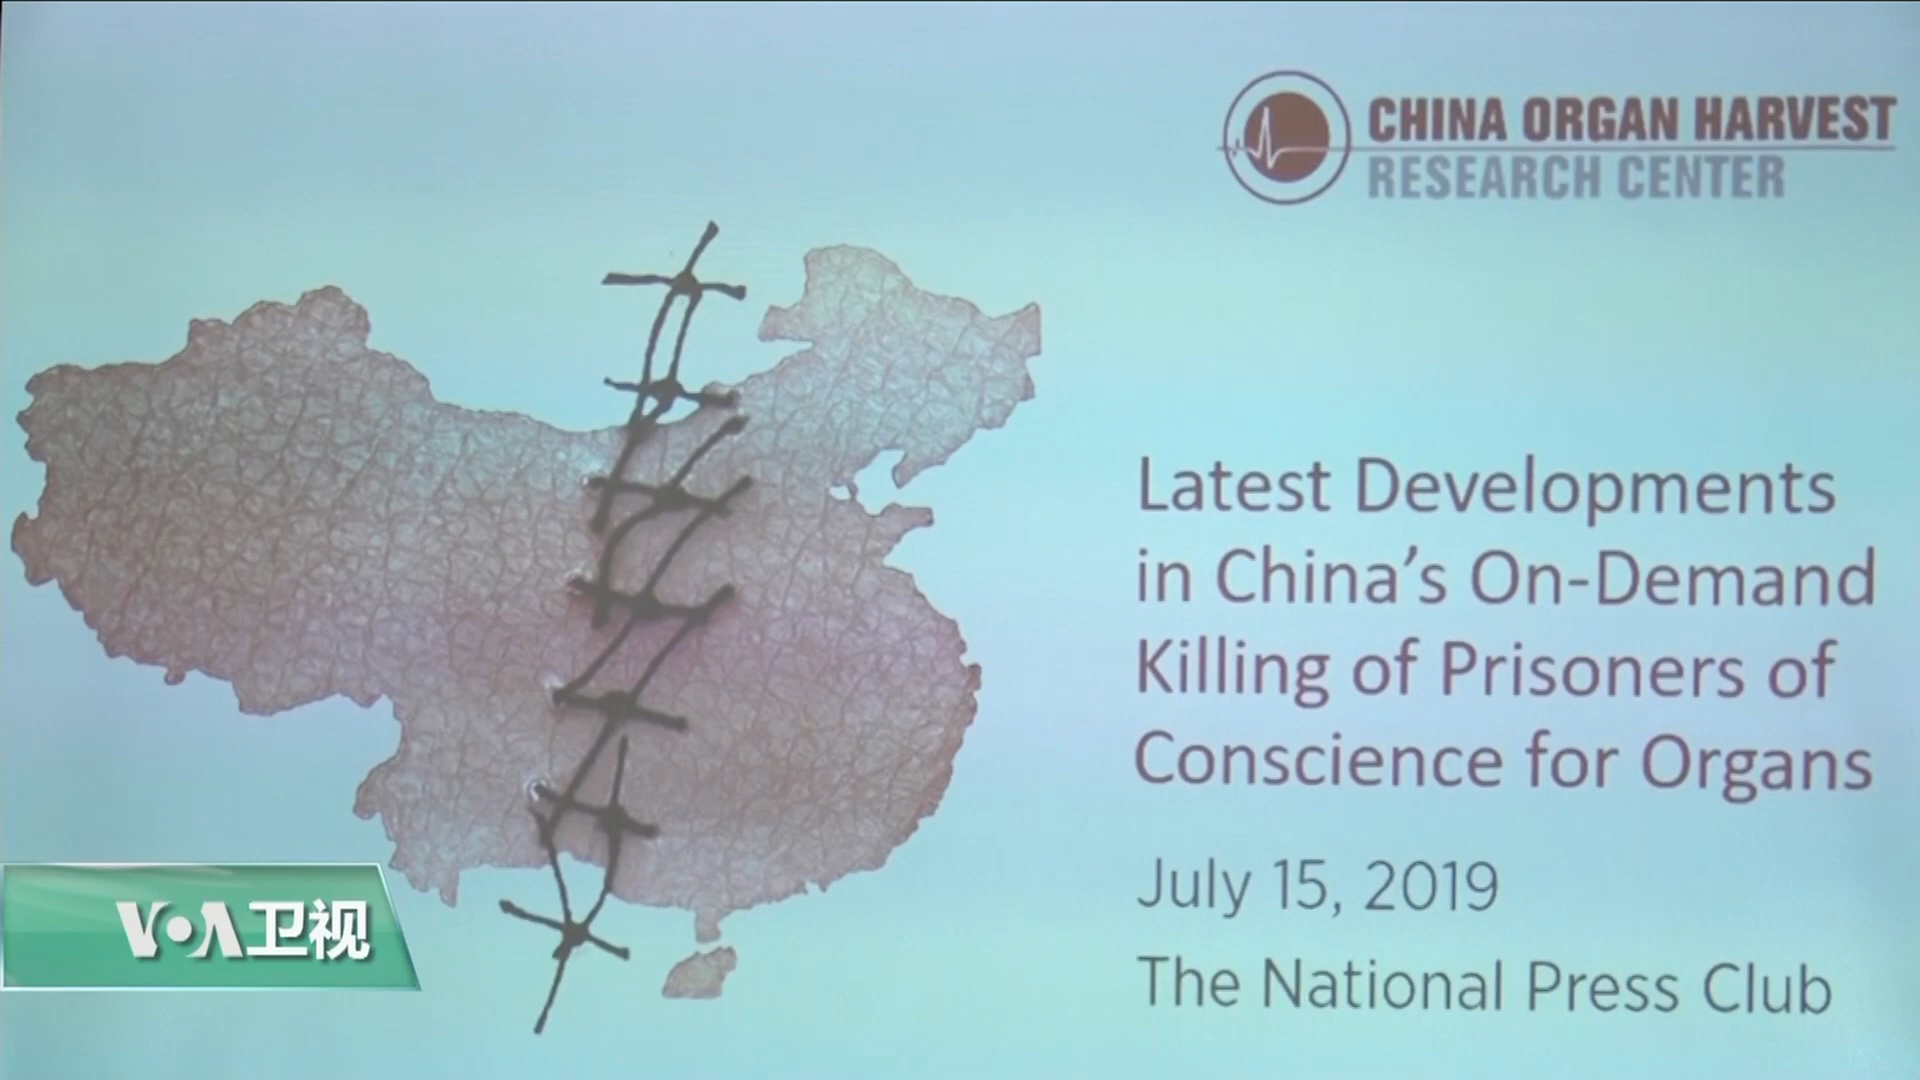 CHINA ORGAN HARVEST
RESEARCH CENTER
Latest Developments
in China’s On-Demand
Killing of Prisoners of
Conscience for Organs
July 15, 2019
The National Press Club
VOA卫视